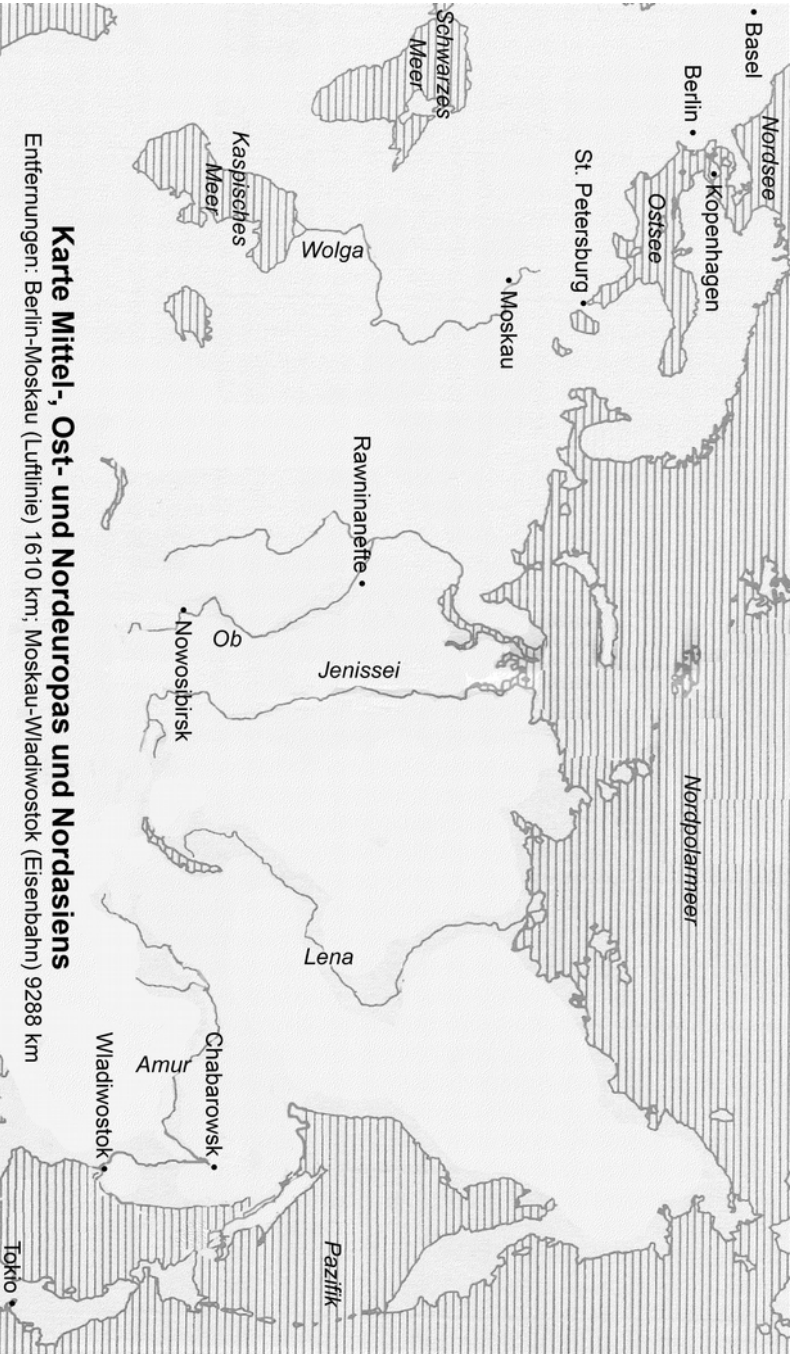 Basel
Berlin
Nordsee
Kopenhagen
Ostsee
St. Petersburg
Moskau
Schwarzes
Meer
Kaspisches
Meer
Wolga
Rawninanefte
Ob
Nowosibirsk
Jenissei
Nordpolarmeer
Lena
Amur
Chabarowsk
Wladiwostok
Pazifik
Tokio
Karte Mittel-, Ost- und Nordeuropas und Nordasiens
Entfernungen: Berlin-Moskau (Luftlinie) 1610 km; Moskau-Wladiwostok (Eisenbahn) 9288 km